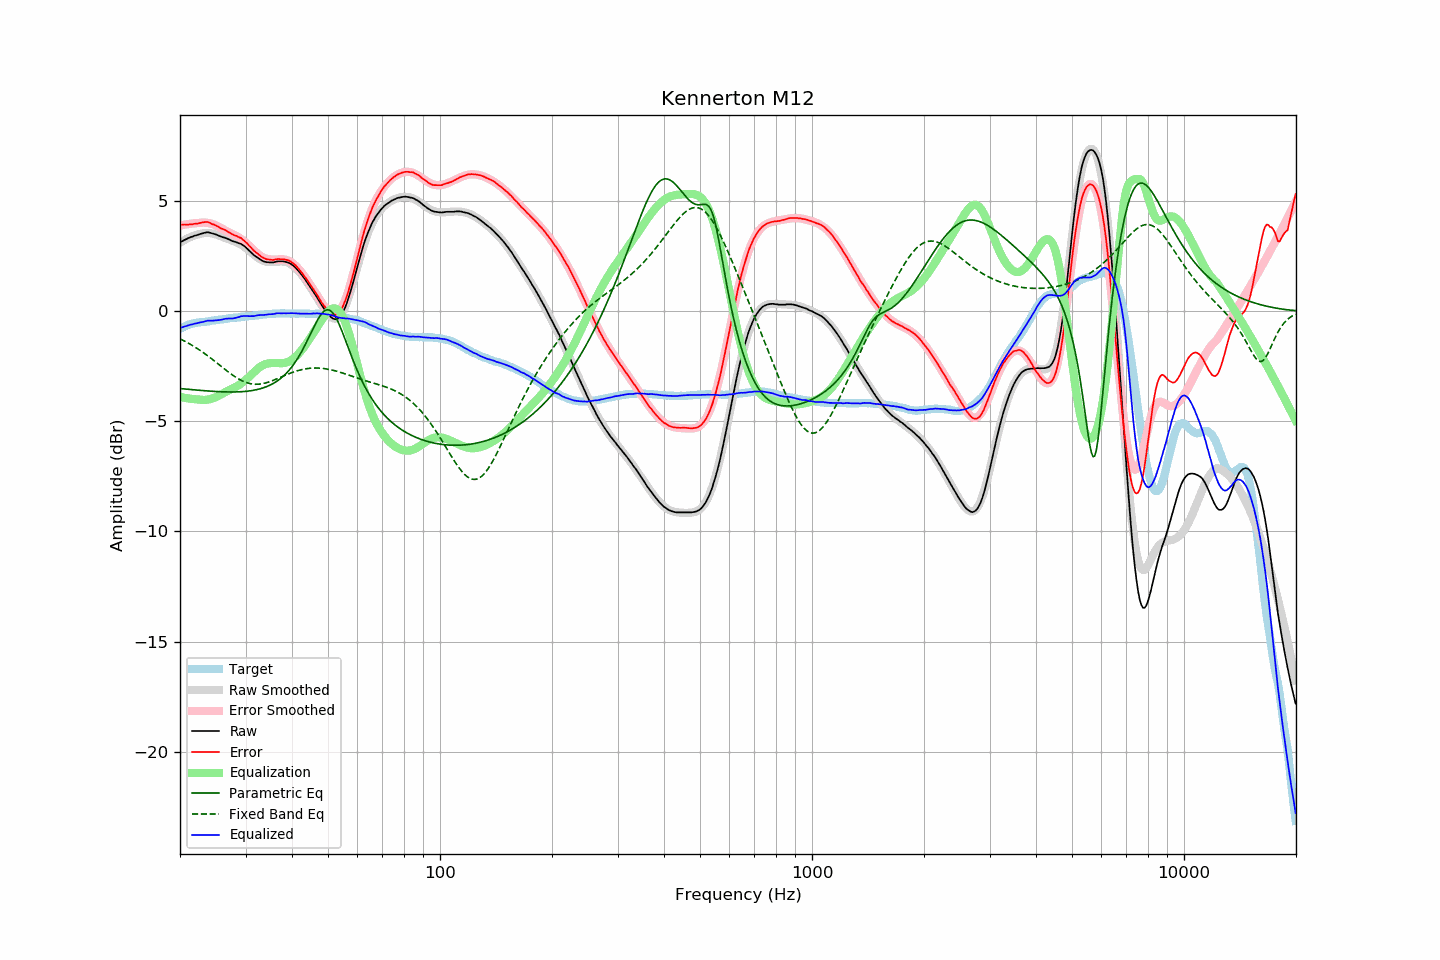 Kennerton M12
5
0
−5
−10
−15
−20
Amplitude (dBr)
Target
Raw Smoothed
Error Smoothed
Raw
Error
Equalization
Parametric Eq
Fixed Band Eq
Equalized
100
1000
10000
Frequency (Hz)